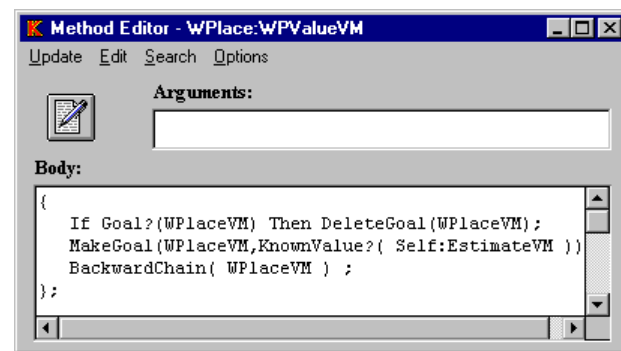 Method Editor - WPlace:WPValueVM
Update Edit Search Options
Arguments:
Body:
{
If Goal?(WPlaceVM) Then DeleteGoal(WPlaceVM);
MakeGoal(WPlaceVM,KnownValue?( Self:EstimateVM ))
BackwardChain( WPlaceVM ) ;
};